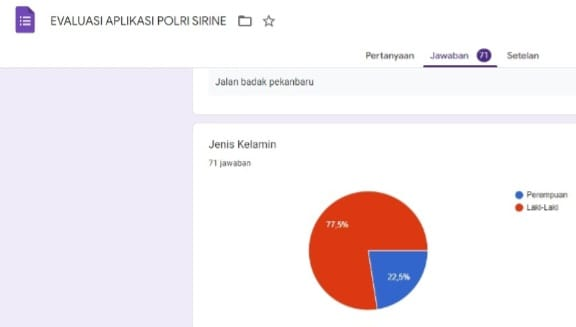 EVALUASI APLIKASI POLRI SIRINE
Pertanyaan Jawaban 71 Setelan
Jalan badak pekanbaru
Jenis Kelamin
71 jawaban
Perempuan
Laki-Laki
77,5%
22,5%